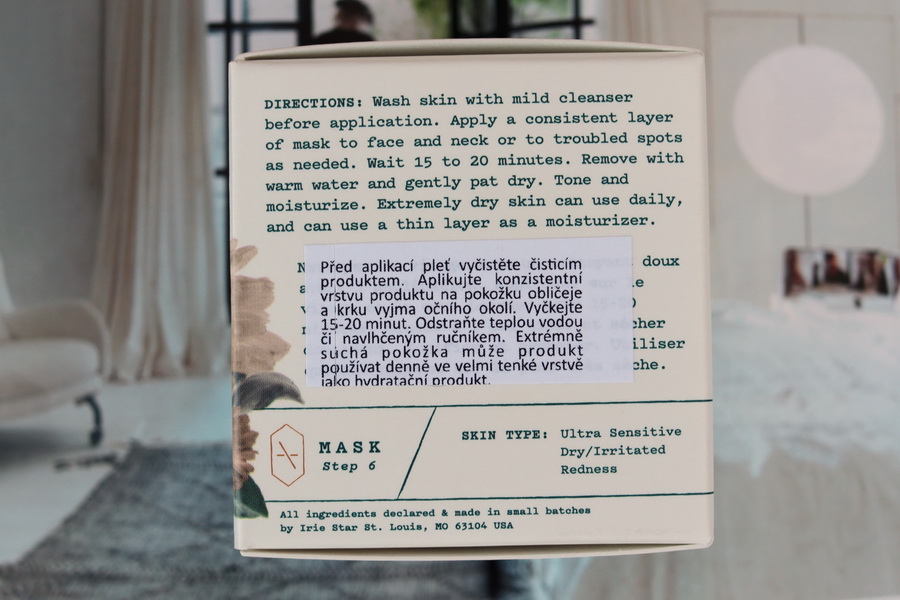 DIRECTIONS: Wash skin with mild cleanser
before application. Apply a consistent layer
of mask to face and neck or to troubled spots
as needed. Wait 15 to 20 minutes. Remove with
warm water and gently pat dry. Tone and
moisturize. Extremely dry skin can use daily,
and can use a thin layer as a moisturizer.
doux
Před aplikací pleť vyčistěte čisticím
produktem. Aplikujte konzistentní
vrstvu produktu na pokožku obličeje
a krku vyjma očního okolí. Vyčkejte
15-20 minut. Odstraňte teplou vodou
či navlhčeným ručníkem. Extrémně
suchá pokožka může produkt
používat denně ve velmi tenké vrstvě
jako hydratační produkt.
MASK
Step 6
SKIN TYPE: Ultra Sensitive
Dry/Irritated
Redness
All ingredients declared & made in small batches
by Irie Star St. Louis, MO 63104 USA